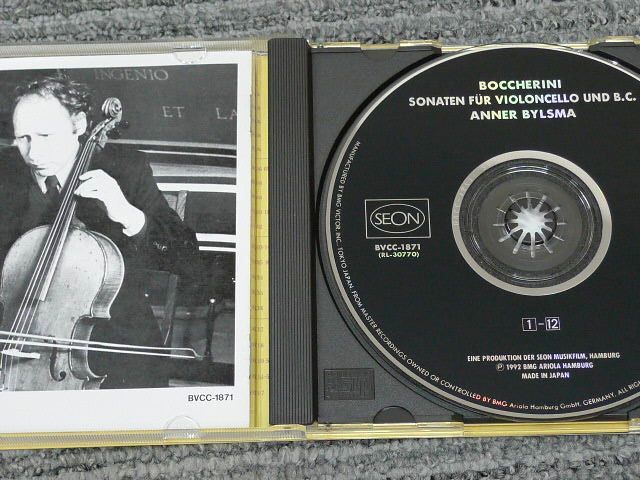 INGENIO
ET LA
BVCC-1871
BOCCHERINI
SONATEN FÜR VIOLONCELLO UND B.C.
ANNER BYLSMA
SEON
BVCC-1871
(RL-30770)
1-12
EINE PRODUKTION DER SEON MUSIKFILM, HAMBURG
Ⓟ 1992 BMG ARIOLA HAMBURG
MADE IN JAPAN
MANUFACTURED BY BMG VICTOR, INC., TOKYO JAPAN, FROM MASTER RECORDINGS OWNED OR CONTROLLED BY BMG Ariola Hamburg GmbH, GERMANY. ALL RIG